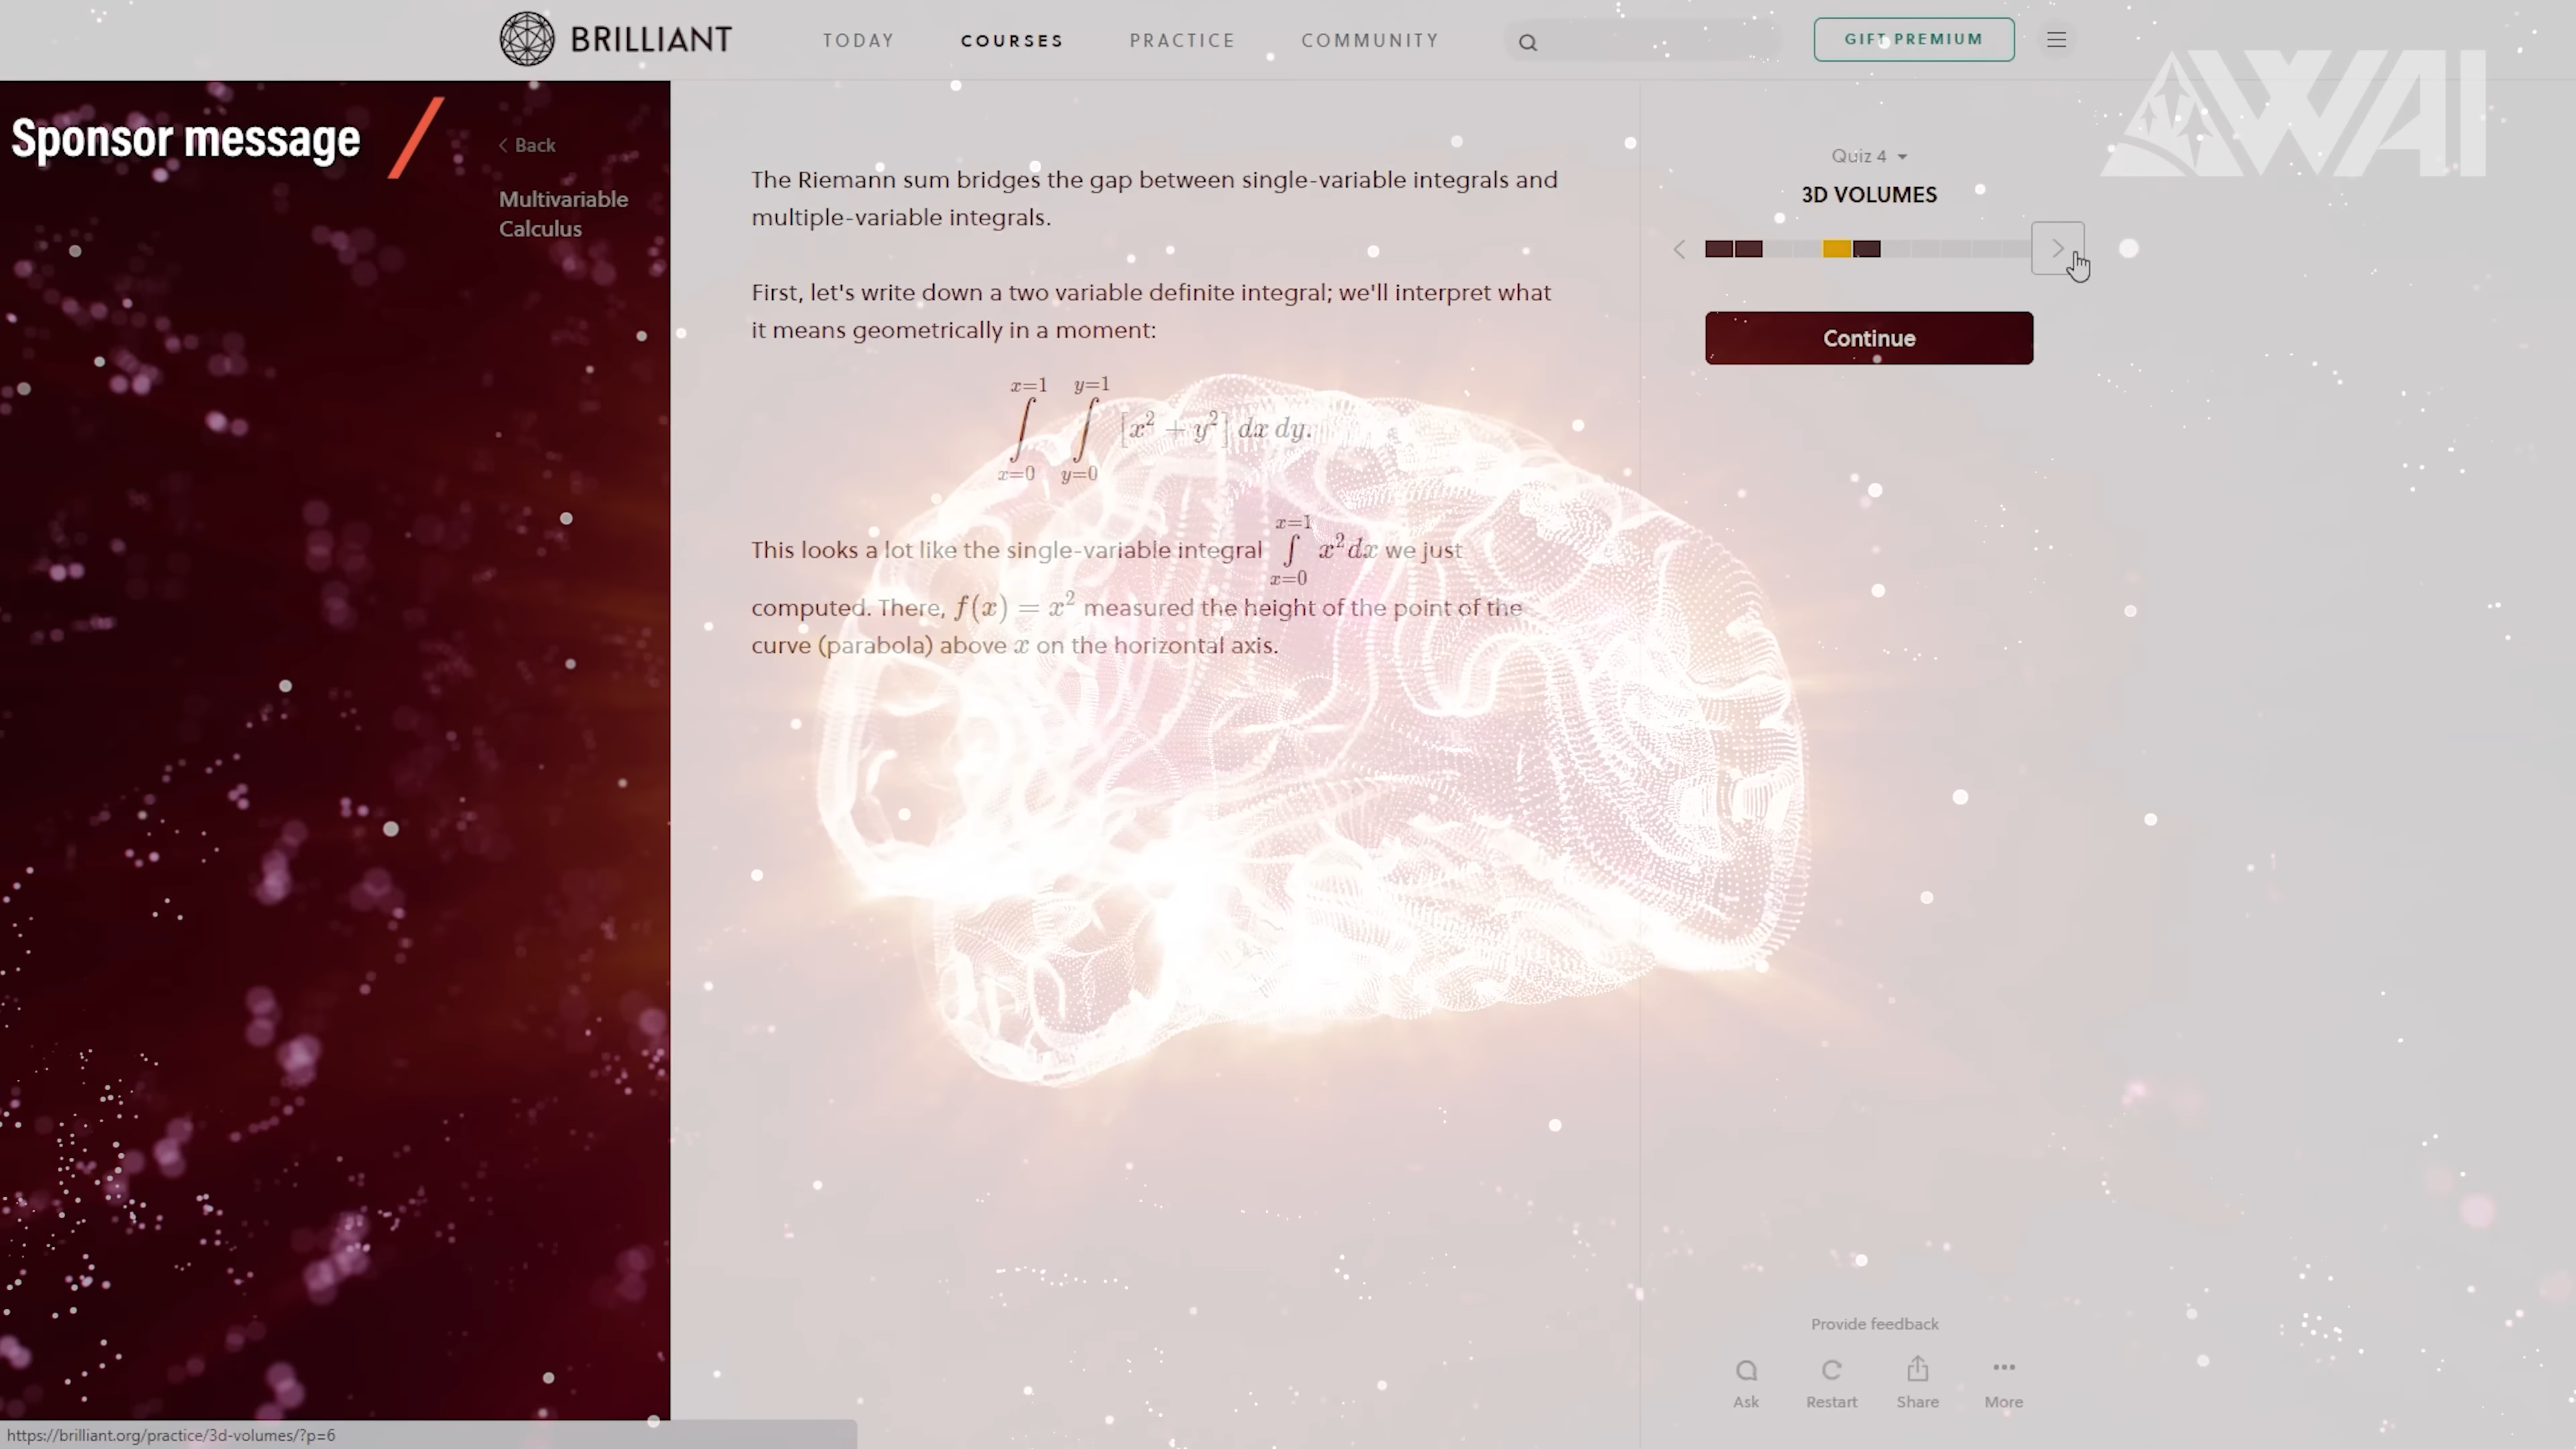 BRILLIANT
TODAY
COURSES
PRACTICE
COMMUNITY
GIFT PREMIUM
WAI
Sponsor message
Back
Multivariable
Calculus
The Riemann sum bridges the gap between single-variable integrals and
multiple-variable integrals.
First, let's write down a two variable definite integral; we'll interpret what
it means geometrically in a moment:
x=1 y=1
∫ ∫ [x² + y²] dx dy.
x=0 y=0
x=1
This looks a lot like the single-variable integral ∫ x²dx we just
x=0
computed. There, f(x) = x² measured the height of the point of the
curve (parabola) above x on the horizontal axis.
Quiz 4
3D VOLUMES
Continue
Provide feedback
Ask
Restart
Share
More
https://brilliant.org/practice/3d-volumes/?p=6